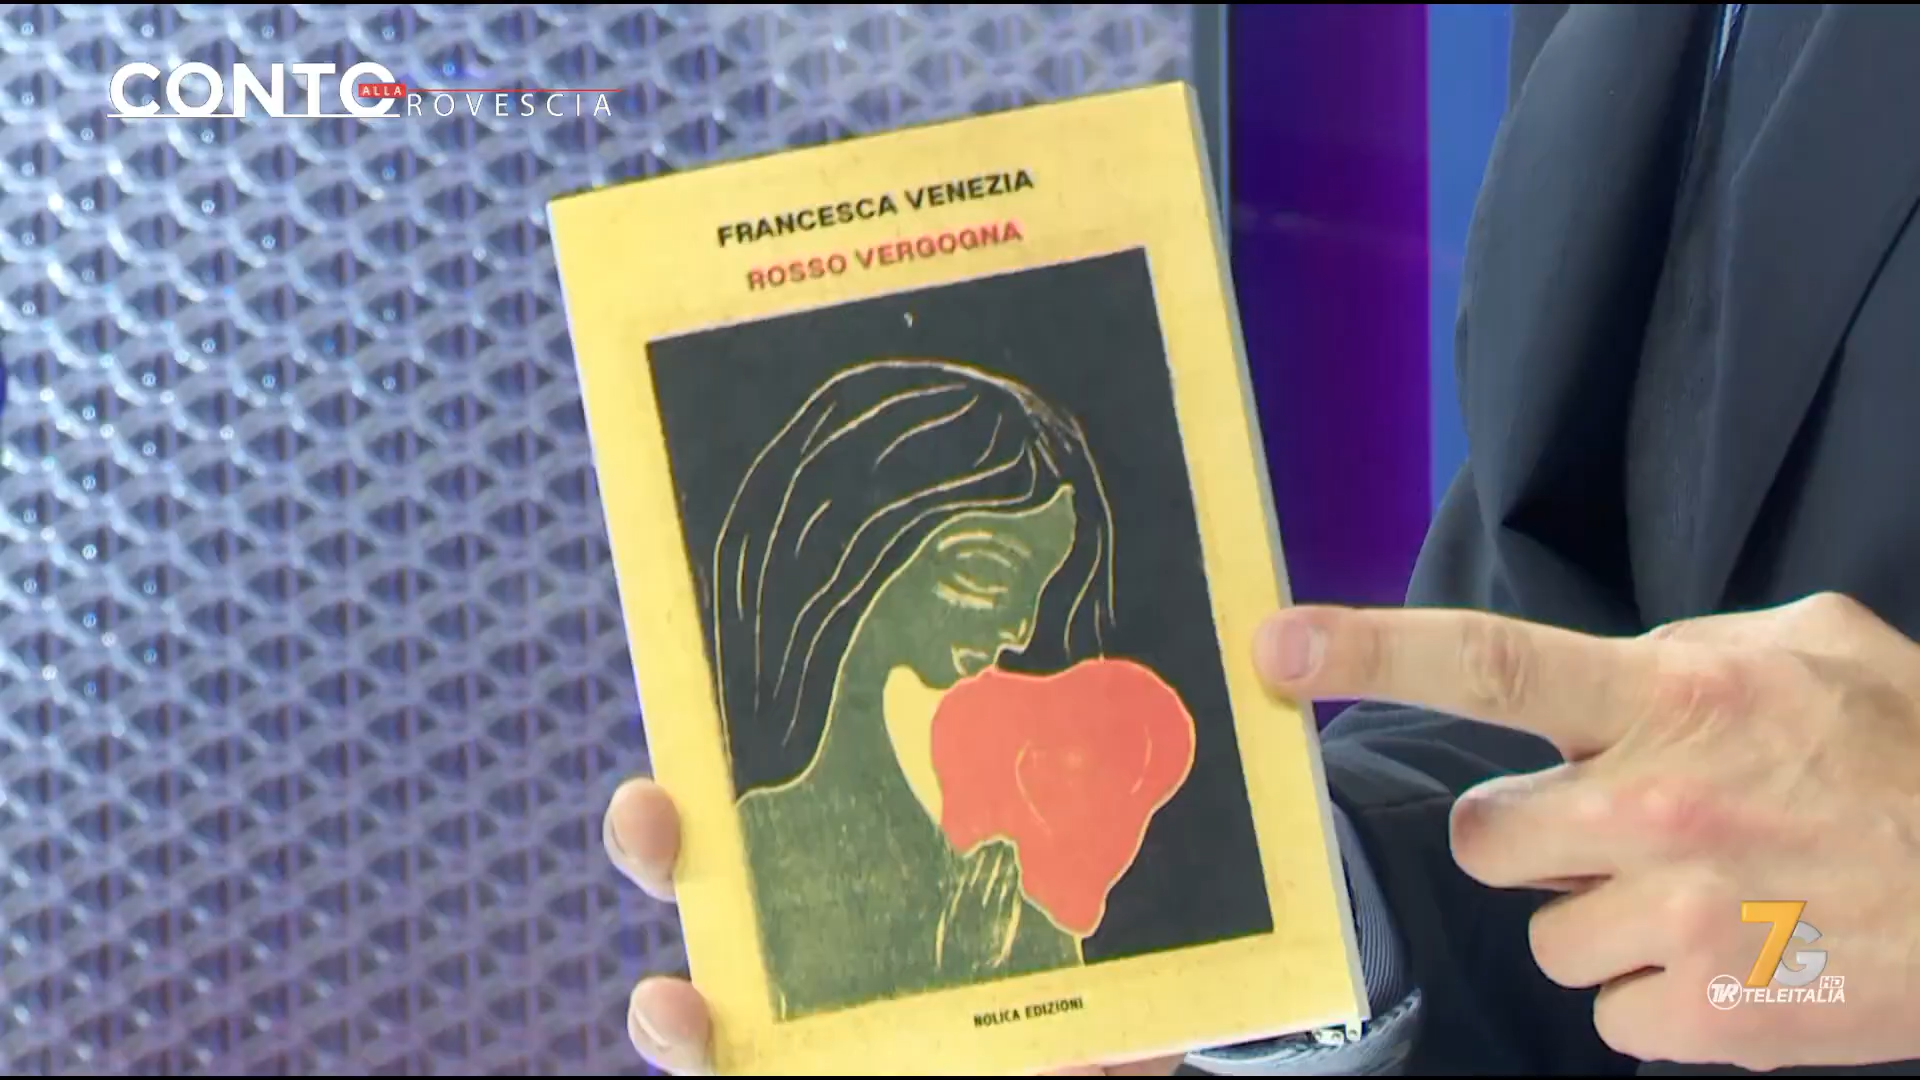 CONTO
ALLA
ROVESCIA
FRANCESCA VENEZIA
ROSSO VERGOGNA
NOLICA EDIZIONI
7G
HD
TR TELEITALIA